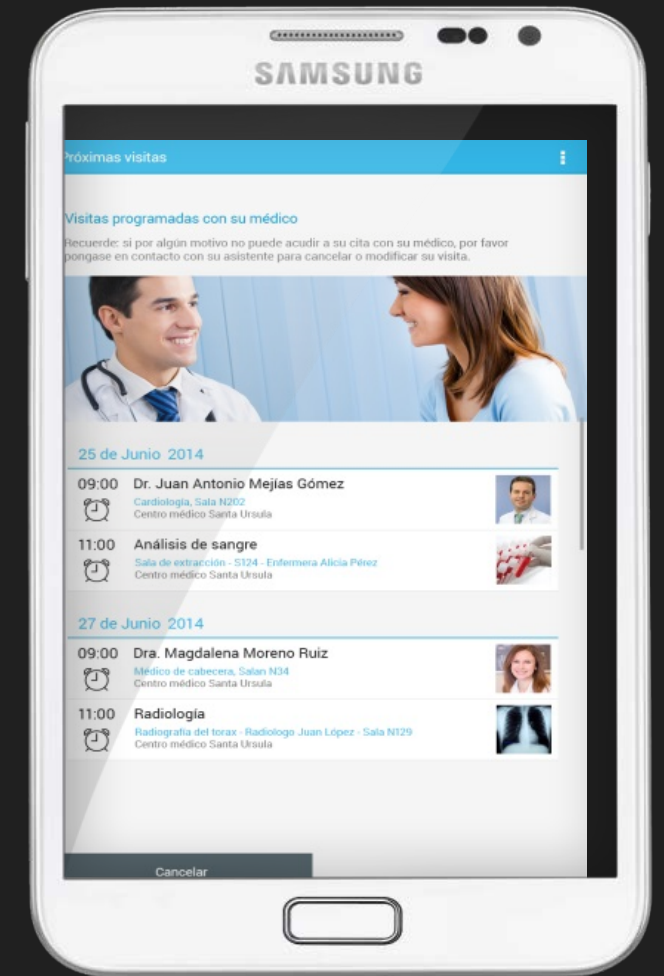 SAMSUNG
Próximas visitas
Visitas programadas con su médico
Recuerde: si por algún motivo no puede acudir a su cita con su médico, por favor
pongase en contacto con su asistente para cancelar o modificar su visita.
25 de Junio 2014
09:00 Dr. Juan Antonio Mejías Gómez
Cardiología, Sala N202
Centro médico Santa Ursula
11:00 Análisis de sangre
Sala de extracción - S124 - Enfermera Alicia Pérez
Centro médico Santa Ursula
27 de Junio 2014
09:00 Dra. Magdalena Moreno Ruiz
Médico de cabecera, Salan N34
Centro médico Santa Ursula
11:00 Radiología
Radiografía del torax - Radiologo Juan López - Sala N129
Centro médico Santa Ursula
Cancelar